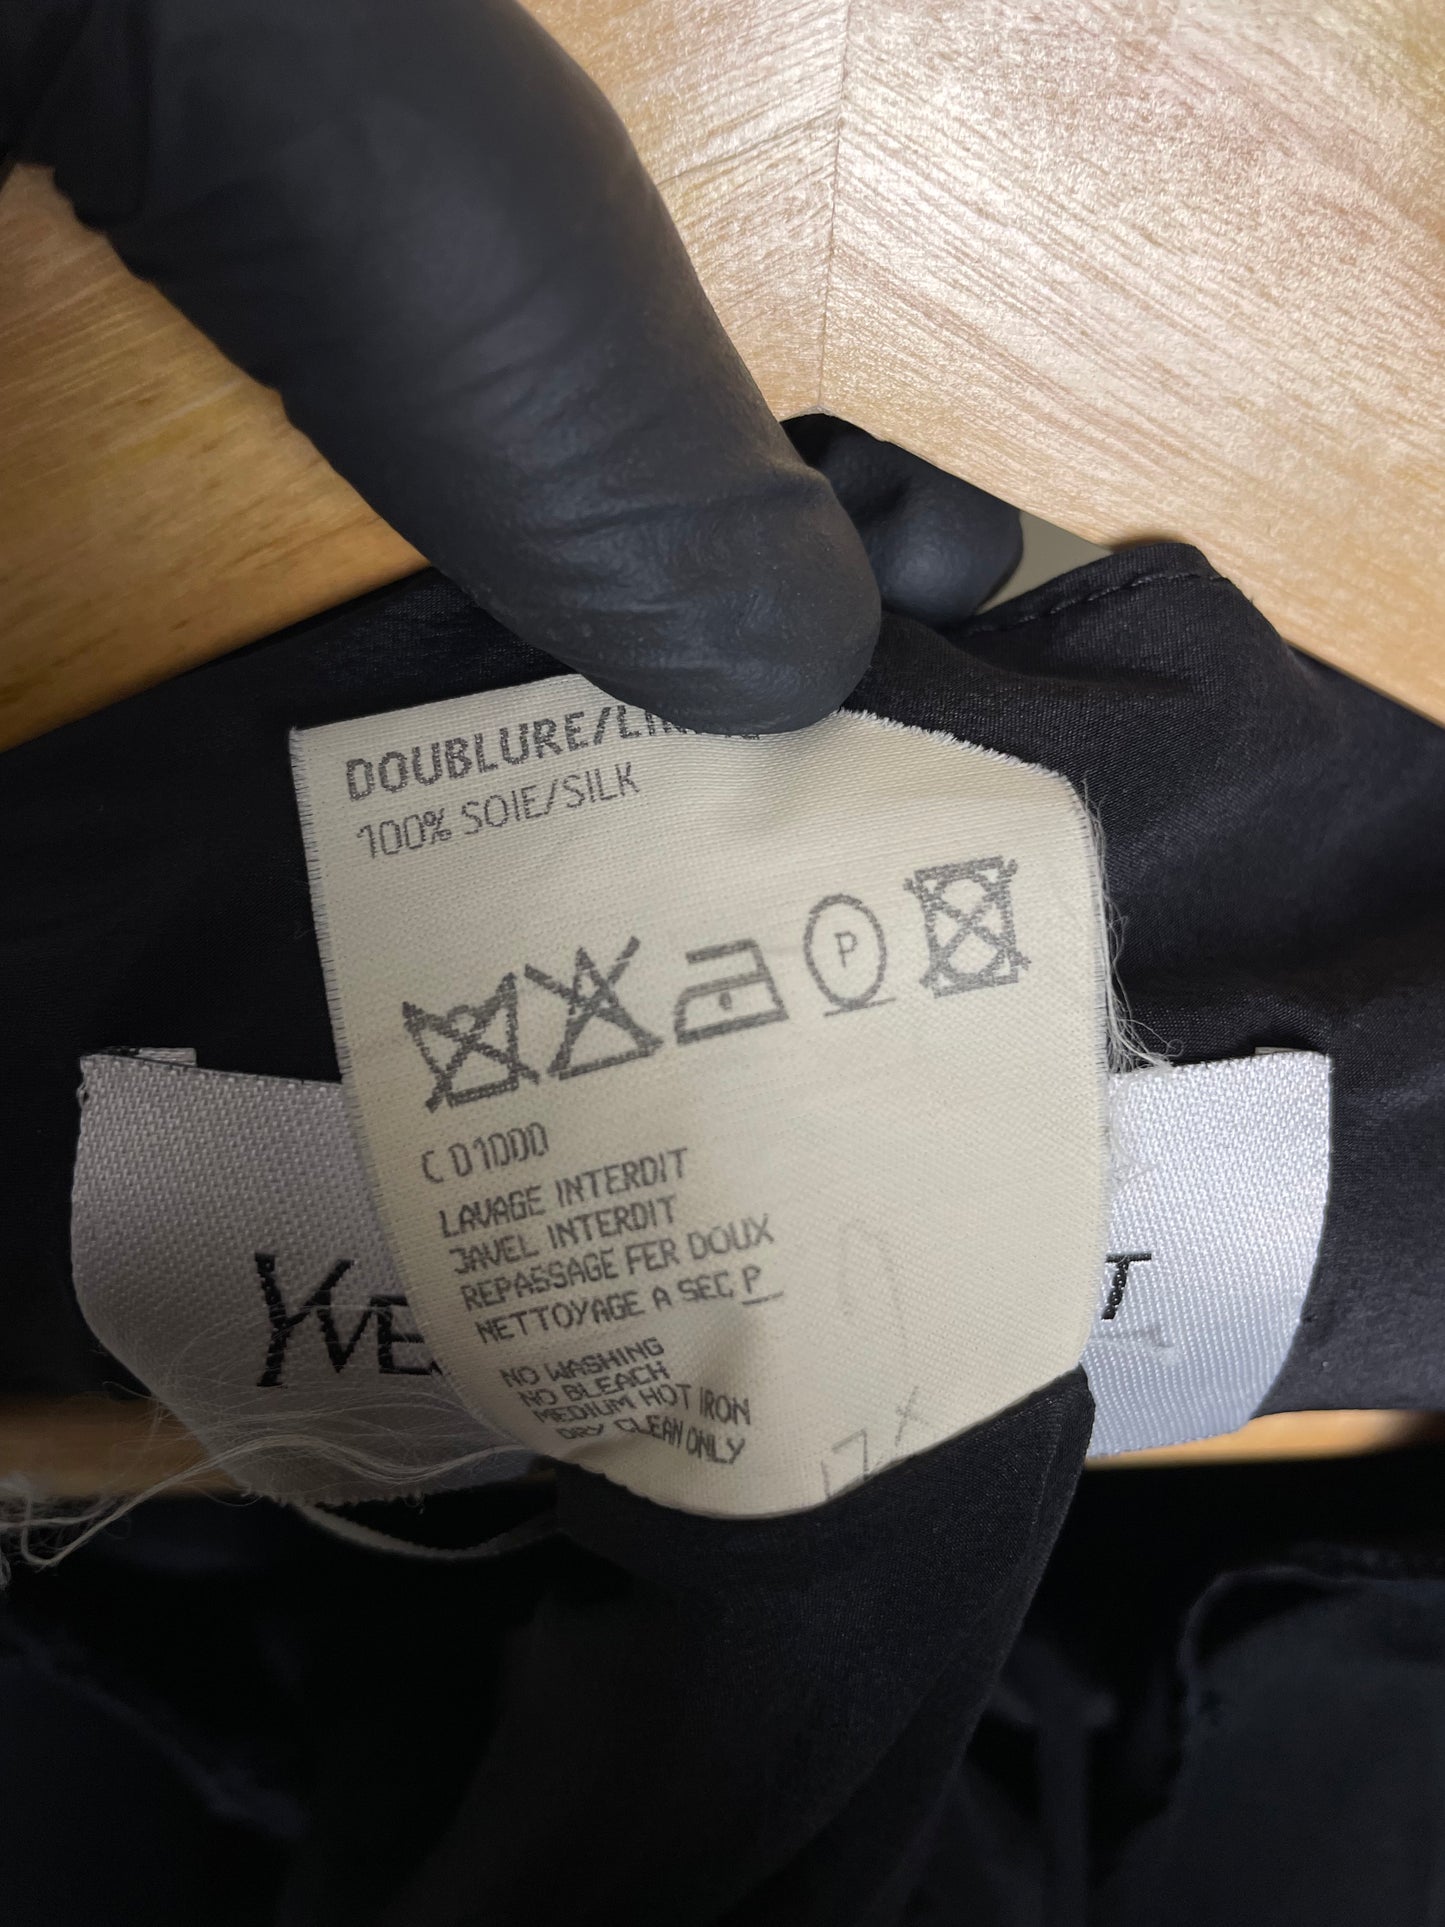 DOUBLURE/
100% SOIE/SILK
P
C D1000
LAVAGE INTERDIT
JAVEL INTERDIT
REPASSAGE FER DOUX
NETTOYAGE A SEC P
NO WASHING
NO BLEACH
MEDIUM HOT IRON
DRY CLEAN ONLY
YVE
T